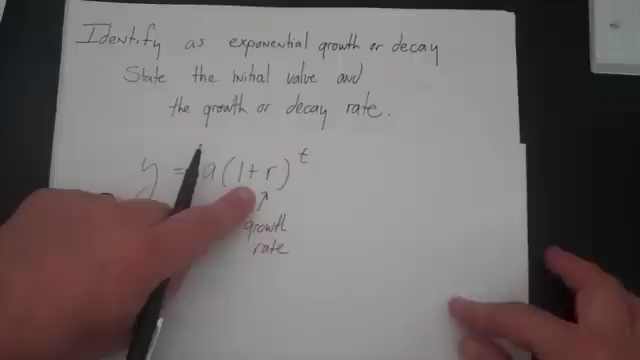 Identify as exponential growth or decay
State the initial value and
the growth or decay rate.
y = a(1+r)^t
growth
rate